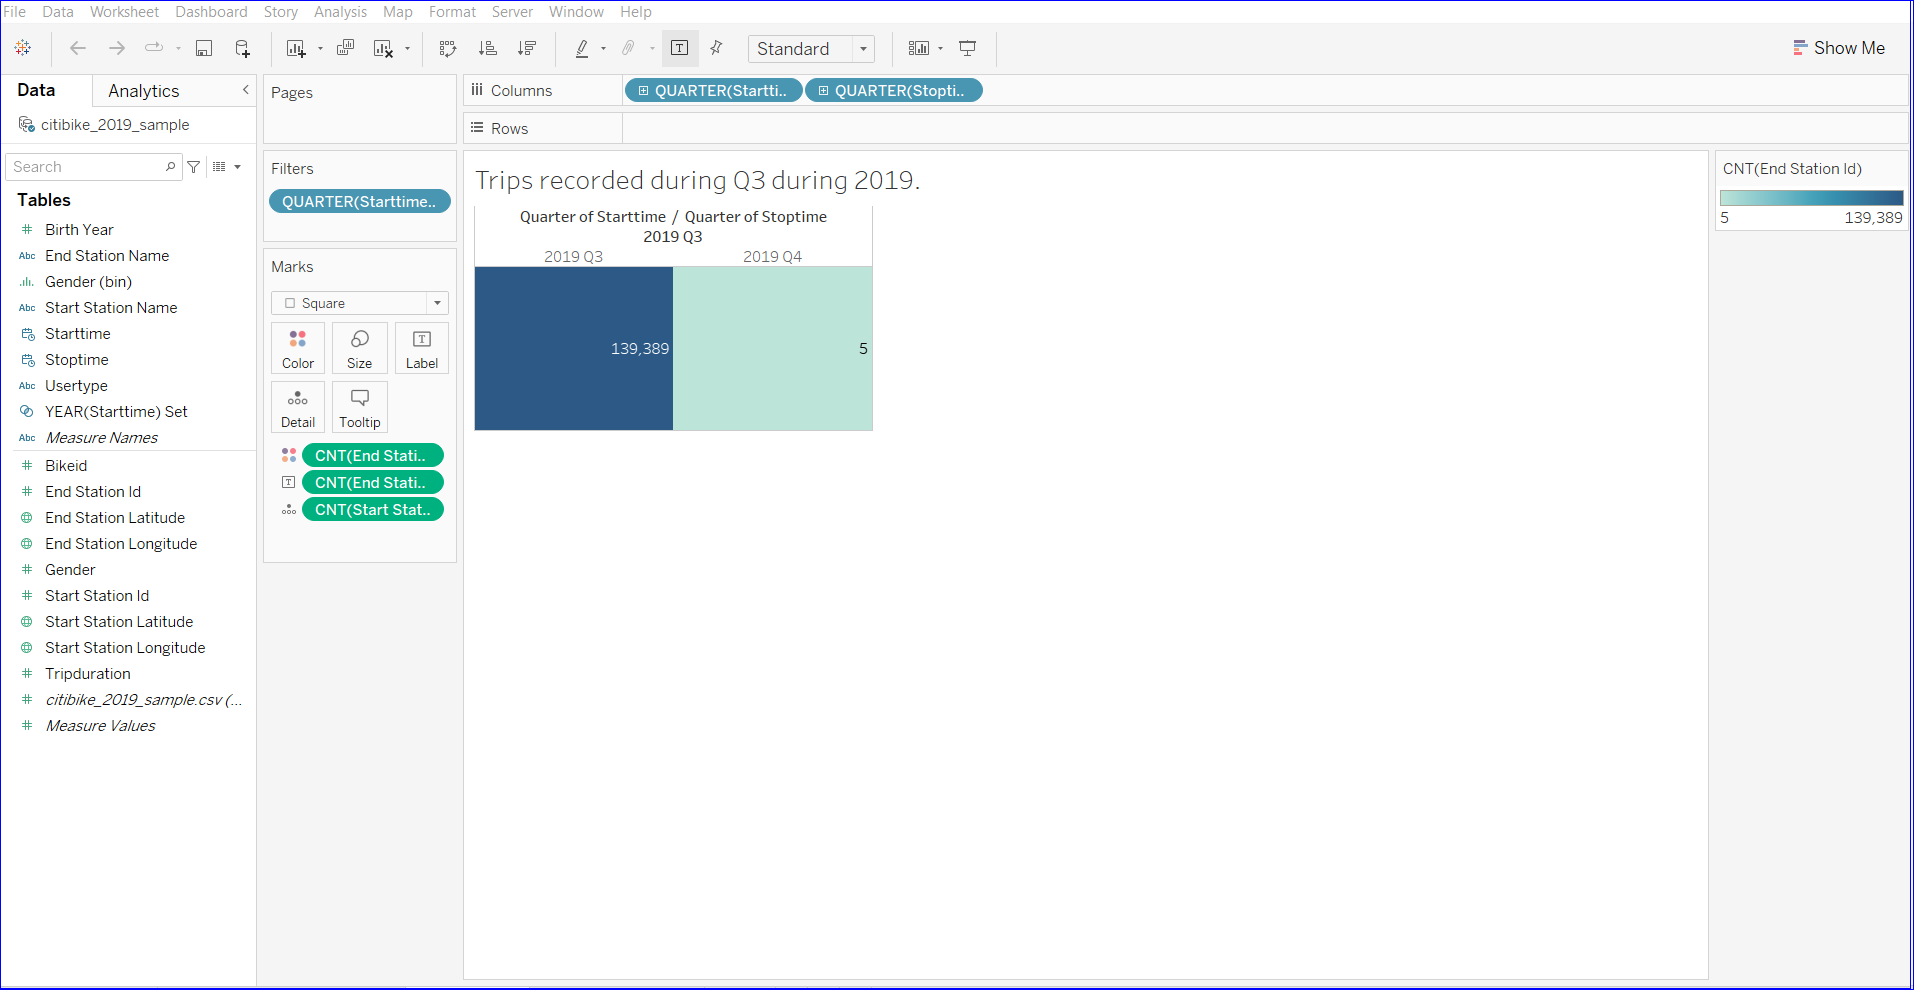 File Data Worksheet Dashboard Story Analysis Map Format Server Window Help
Standard
Show Me
Data Analytics
citibike_2019_sample
Search
Tables
# Birth Year
Abc End Station Name
Gender (bin)
Abc Start Station Name
Starttime
Stoptime
Abc Usertype
YEAR(Starttime) Set
Abc Measure Names
# Bikeid
# End Station Id
End Station Latitude
End Station Longitude
# Gender
# Start Station Id
Start Station Latitude
Start Station Longitude
# Tripduration
# citibike_2019_sample.csv (...
# Measure Values
Pages
Filters
QUARTER(Starttime..
Marks
Square
Color Size T Label
Detail Tooltip
CNT(End Stati..
T CNT(End Stati..
CNT(Start Stat..
Columns QUARTER(Startti.. QUARTER(Stopti..
Rows
Trips recorded during Q3 during 2019.
Quarter of Starttime / Quarter of Stoptime
2019 Q3
2019 Q3 2019 Q4
139,389 5
CNT(End Station Id)
5 139,389